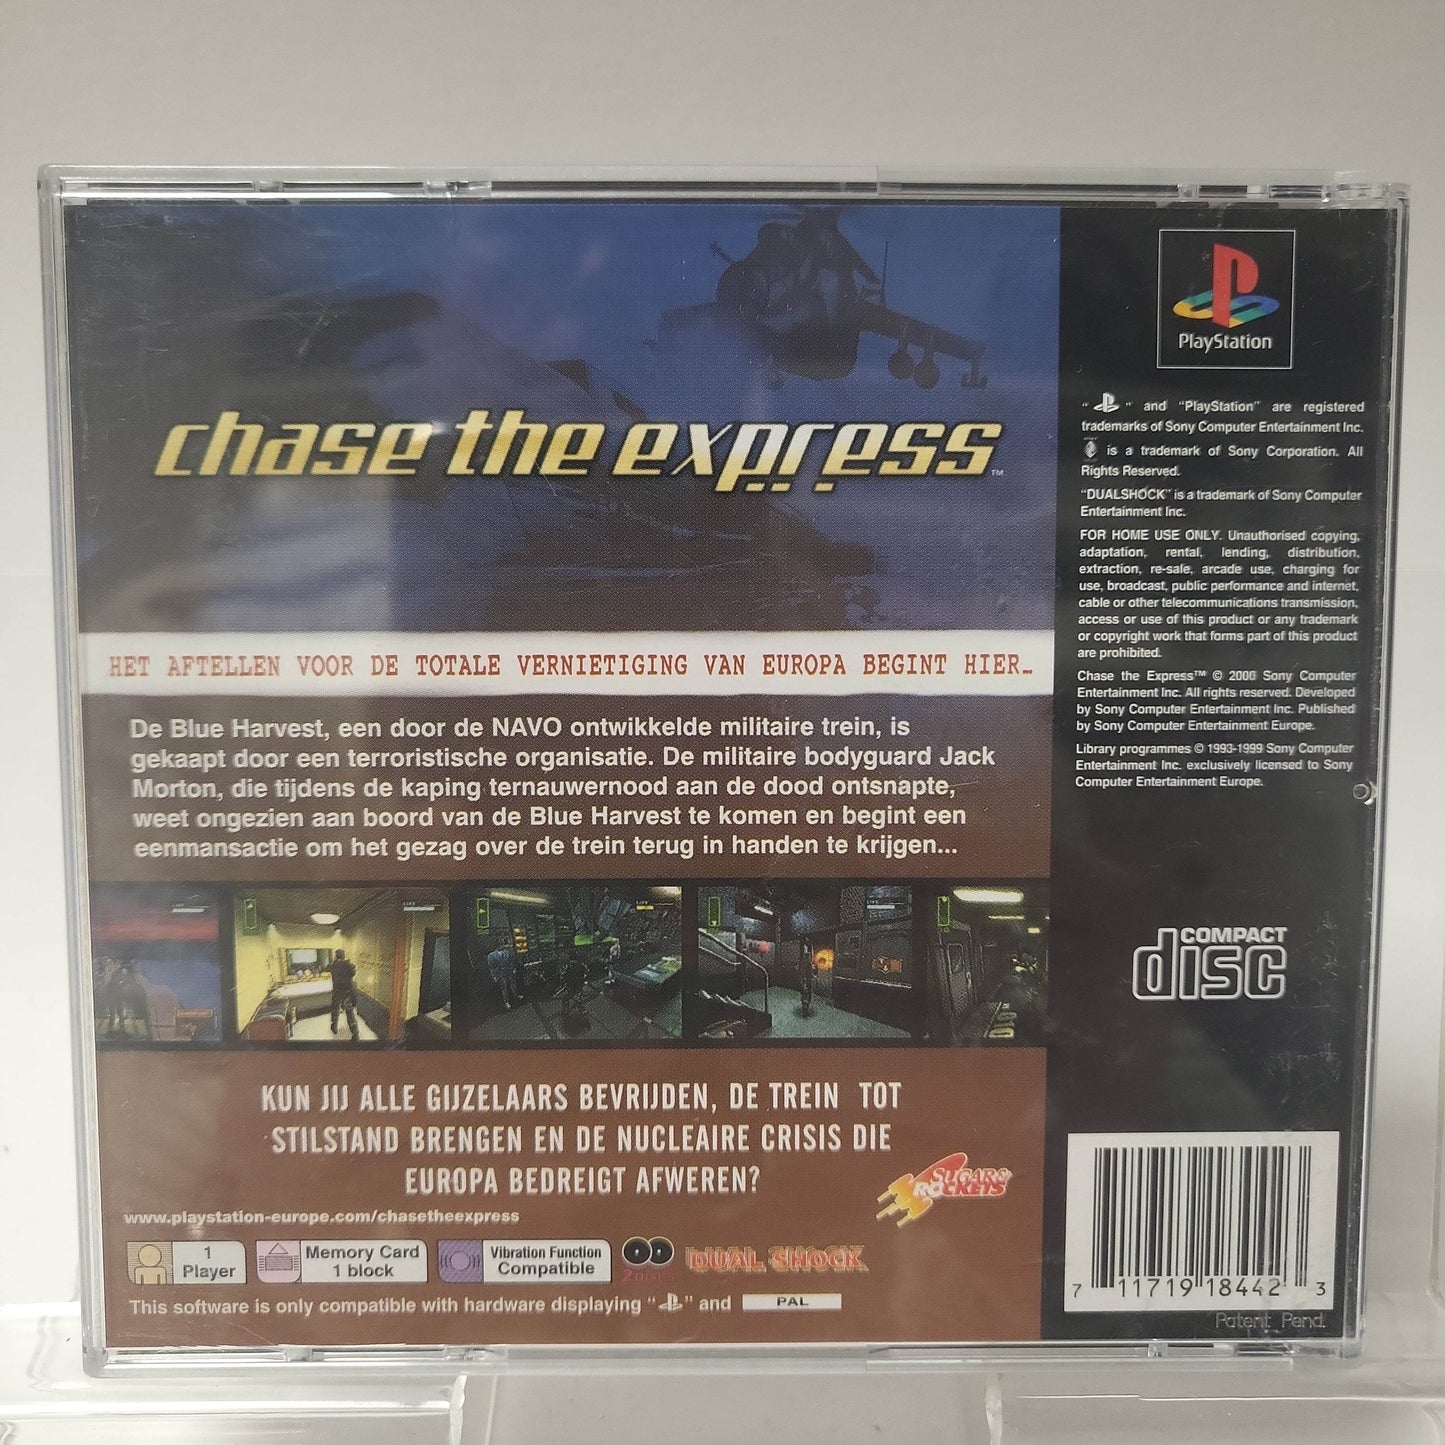 chase the express™
HET AFTELLEN VOOR DE TOTALE VERNIETIGING VAN EUROPA BEGINT HIER…
De Blue Harvest, een door de NAVO ontwikkelde militaire trein, is
gekaapt door een terroristische organisatie. De militaire bodyguard Jack
Morton, die tijdens de kaping ternauwernood aan de dood ontsnapte,
weet ongezien aan boord van de Blue Harvest te komen en begint een
eenmansactie om het gezag over de trein terug in handen te krijgen...
KUN JIJ ALLE GIJZELAARS BEVRIJDEN, DE TREIN TOT
STILSTAND BRENGEN EN DE NUCLEAIRE CRISIS DIE
EUROPA BEDREIGT AFWEREN?
SUGAR&
ROCKETS
www.playstation-europe.com/chasetheexpress
1
Player
Memory Card
1 block
Vibration Function
Compatible
DUAL SHOCK
This software is only compatible with hardware displaying “ ” and PAL
PlayStation
“ ” and “PlayStation” are registered
trademarks of Sony Computer Entertainment Inc.
is a trademark of Sony Corporation. All
Rights Reserved.
“DUALSHOCK” is a trademark of Sony Computer
Entertainment Inc.
FOR HOME USE ONLY. Unauthorised copying,
adaptation, rental, lending, distribution,
extraction, re-sale, arcade use, charging for
use, broadcast, public performance and internet,
cable or other telecommunications transmission,
access or use of this product or any trademark
or copyright work that forms part of this product
are prohibited.
Chase the Express™ © 2000 Sony Computer
Entertainment Inc. All rights reserved. Developed
by Sony Computer Entertainment Inc. Published
by Sony Computer Entertainment Europe.
Library programmes © 1993-1999 Sony Computer
Entertainment Inc. exclusively licensed to Sony
Computer Entertainment Europe.
COMPACT
disc
7 11719 18442 3
Patent Pend.